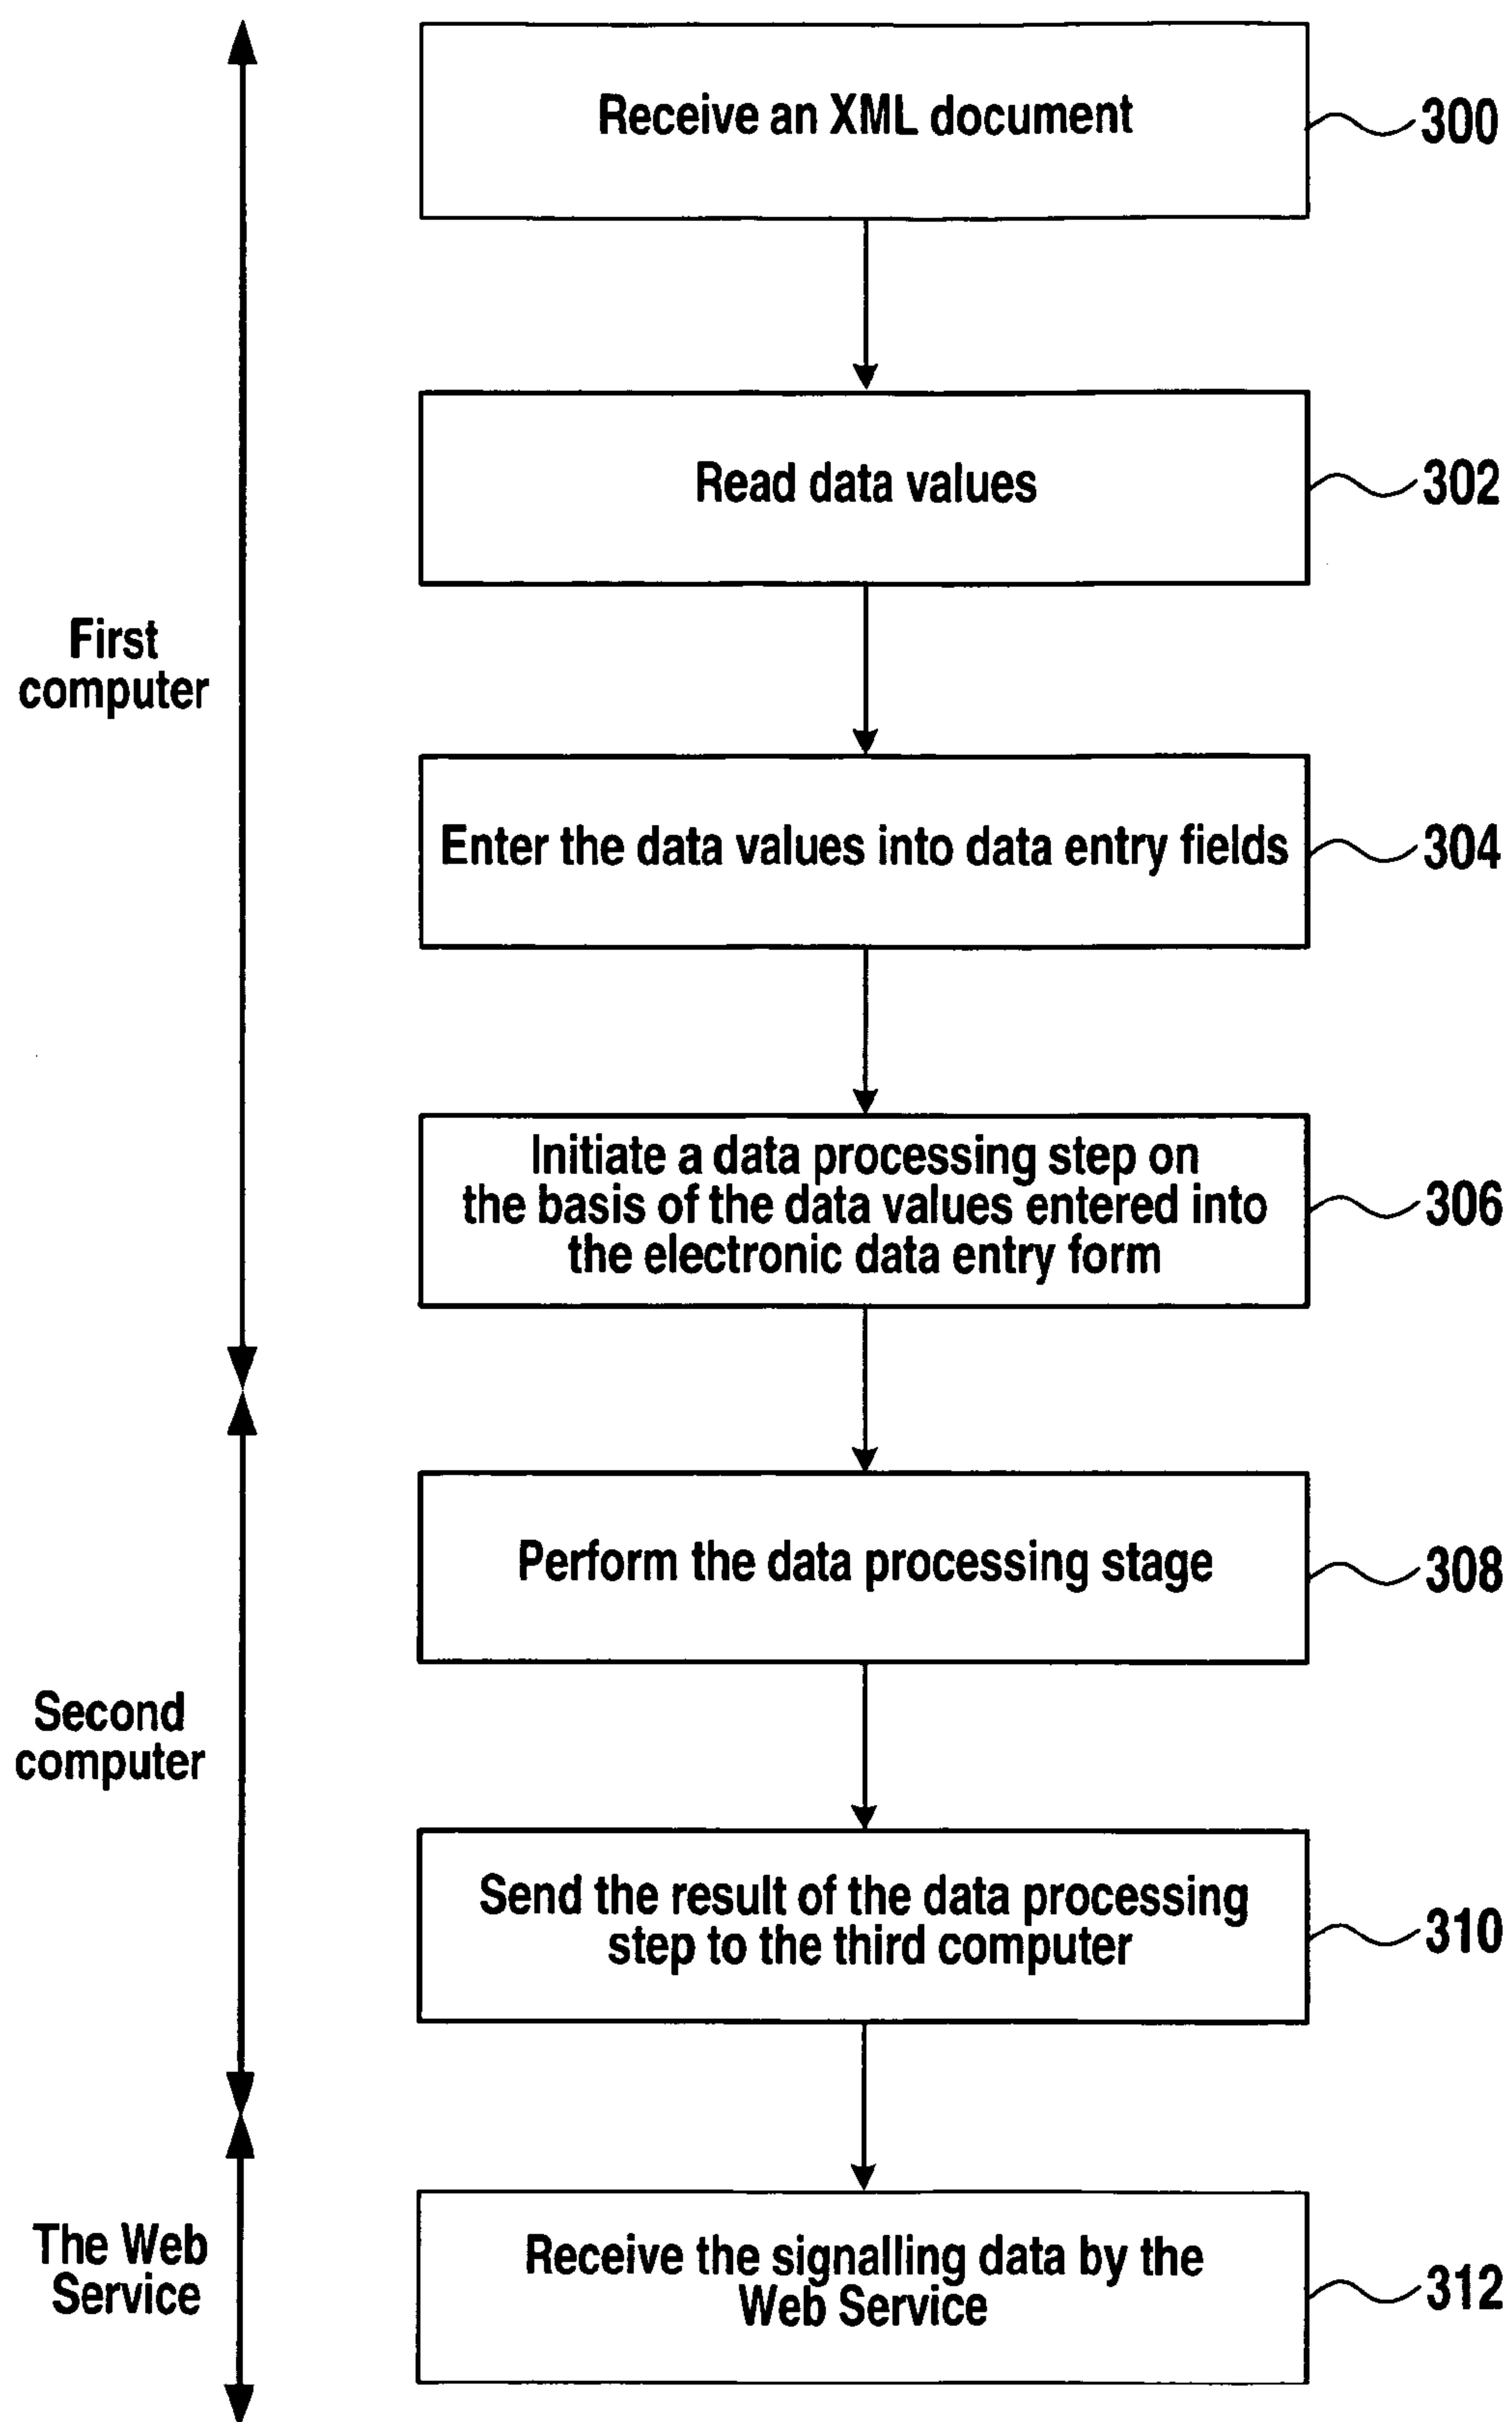 Receive an XML document
300
Read data values
302
First
computer
Enter the data values into data entry fields
304
Initiate a data processing step on
the basis of the data values entered into
the electronic data entry form
306
Perform the data processing stage
308
Second
computer
Send the result of the data processing
step to the third computer
310
The Web
Service
Receive the signalling data by the
Web Service
312